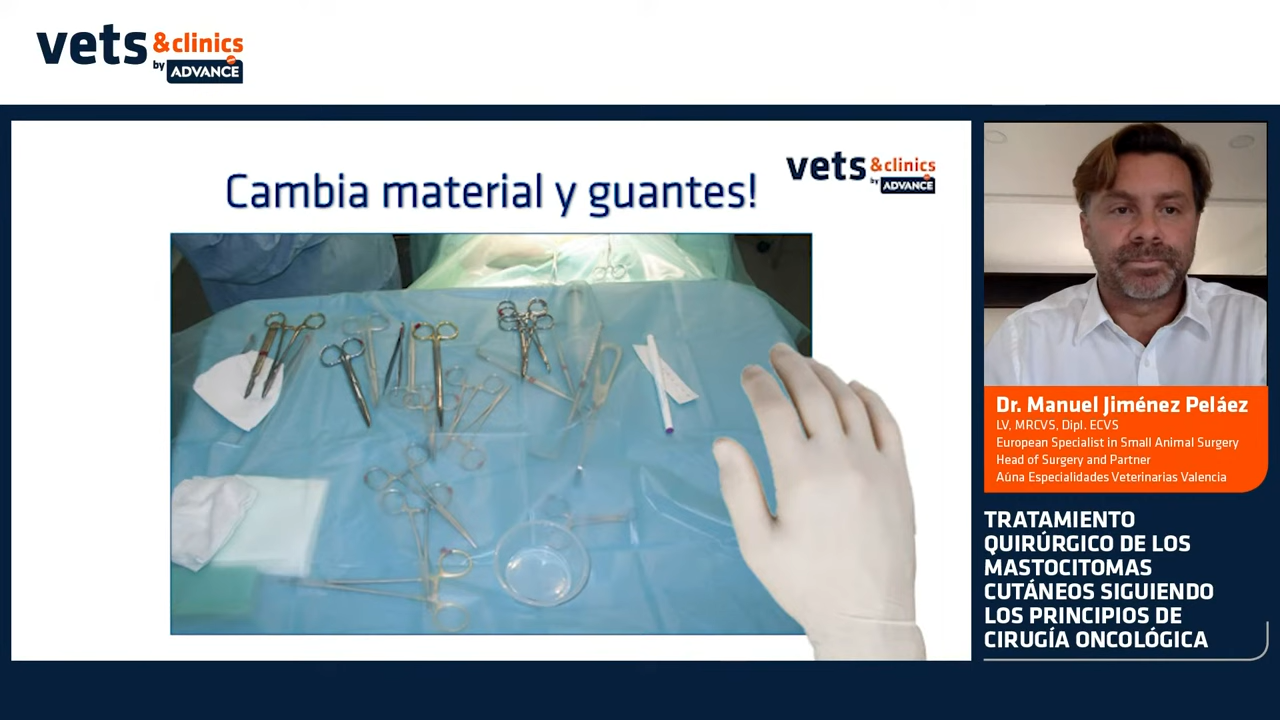 vets &clinics
by ADVANCE
Cambia material y guantes!
vets &clinics
by ADVANCE
Dr. Manuel Jiménez Peláez
LV, MRCVS, Dipl. ECVS
European Specialist in Small Animal Surgery
Head of Surgery and Partner
Aúna Especialidades Veterinarias Valencia
TRATAMIENTO
QUIRÚRGICO DE LOS
MASTOCITOMAS
CUTÁNEOS SIGUIENDO
LOS PRINCIPIOS DE
CIRUGÍA ONCOLÓGICA